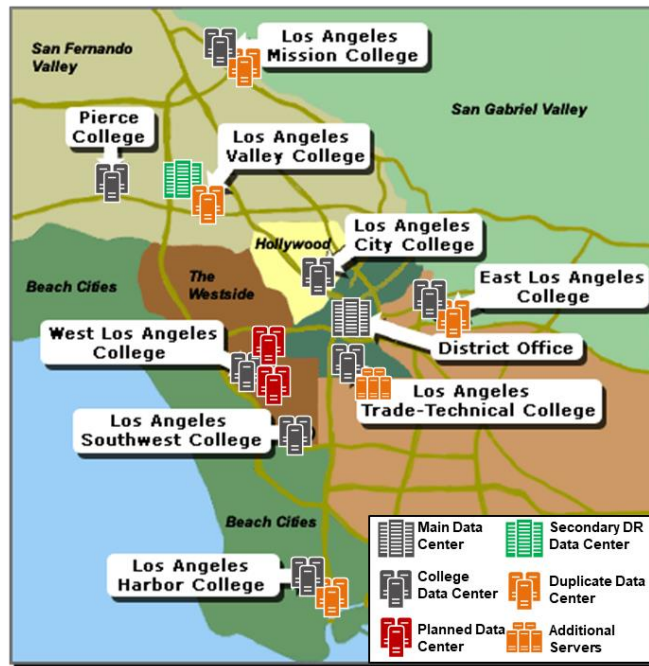 Los Angeles
Mission College
San Fernando
Valley
San Gabriel Valley
Pierce
College
Los Angeles
Valley College
Hollywood
Los Angeles
City College
The
Westside
Beach Cities
East Los Angeles
College
West Los Angeles
College
District Office
Los Angeles
Trade-Technical College
Los Angeles
Southwest College
Beach Cities
Los Angeles
Harbor College
Main Data
Center
Secondary DR
Data Center
College
Data Center
Duplicate Data
Center
Planned Data
Center
Additional
Servers